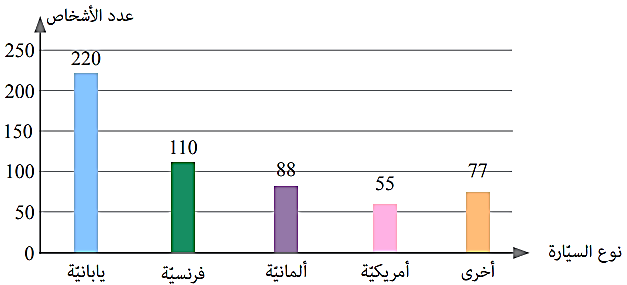 عدد الأشخاص
250
200
150
100
50
0
220
110
88
55
77
يابانيّة
فرنسيّة
ألمانيّة
أمريكيّة
أخرى
نوع السيّارة